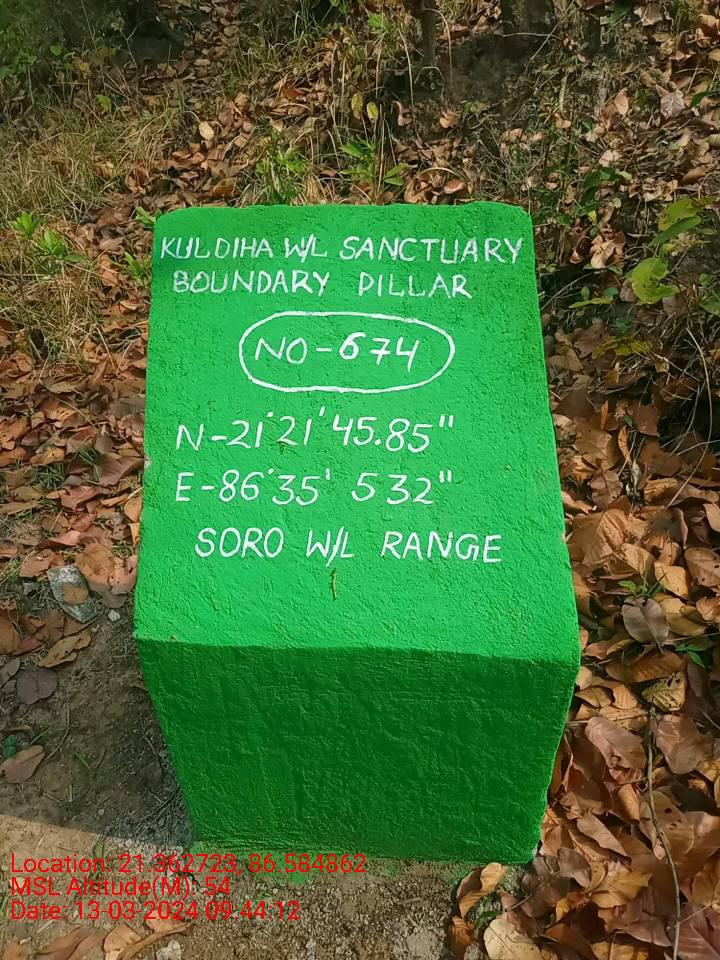 KULDIHA W/L SANCTUARY
BOUNDARY PILLAR
NO-674
N-21°21'45.85"
E-86°35' 532"
SORO W/L RANGE
Location: 21.362723, 86.584862
MSL Altitude(M): 54
Date: 13-03-2024 09:44:12